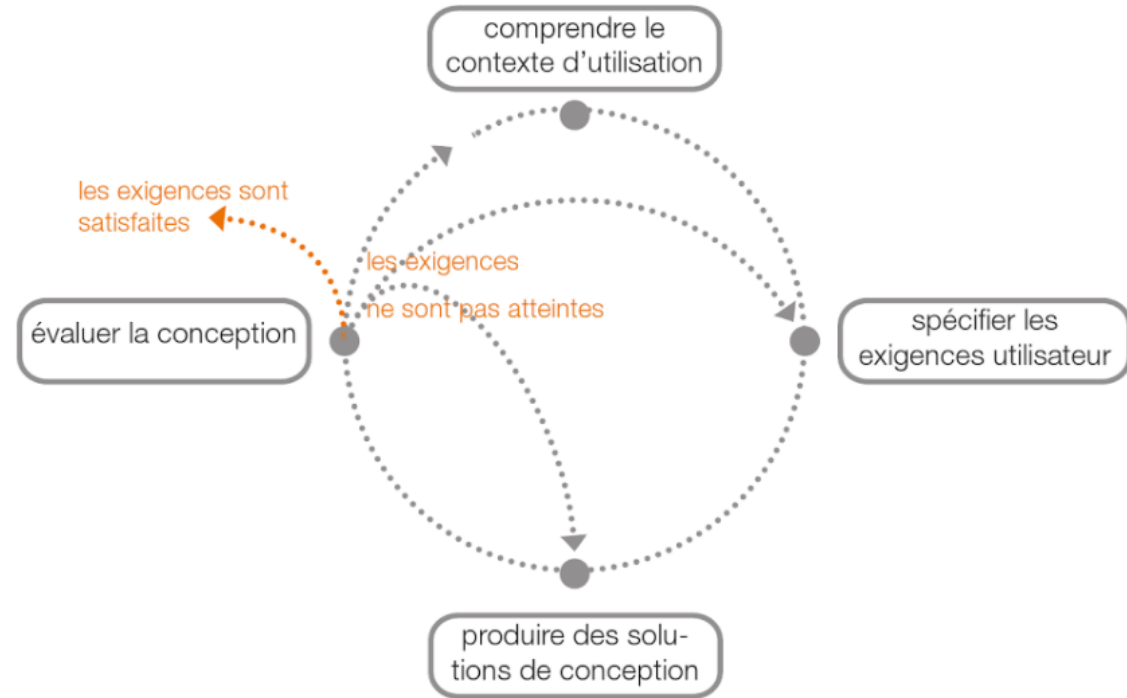 comprendre le
contexte d'utilisation
les exigences sont
satisfaites
les exigences
ne sont pas atteintes
évaluer la conception
spécifier les
exigences utilisateur
produire des solu-
tions de conception